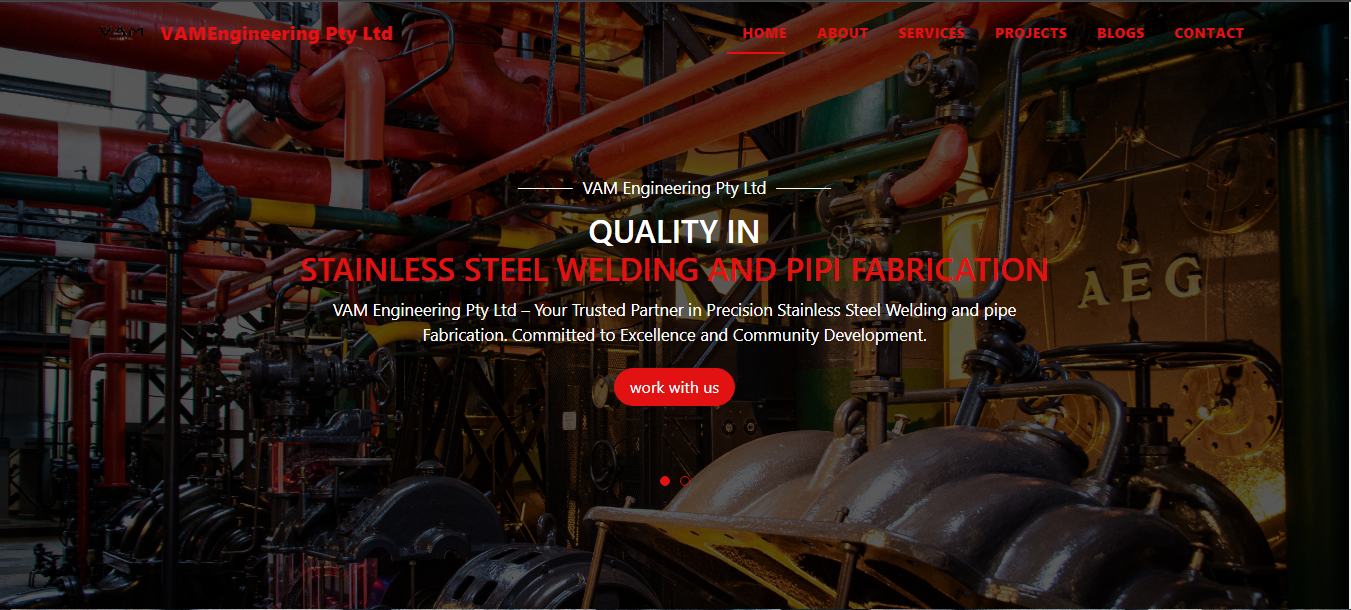 VAM
VAMEngineering Pty Ltd
HOME ABOUT SERVICES PROJECTS BLOGS CONTACT
VAM Engineering Pty Ltd
QUALITY IN
STAINLESS STEEL WELDING AND PIPI FABRICATION
VAM Engineering Pty Ltd – Your Trusted Partner in Precision Stainless Steel Welding and pipe
Fabrication. Committed to Excellence and Community Development.
work with us
AEG